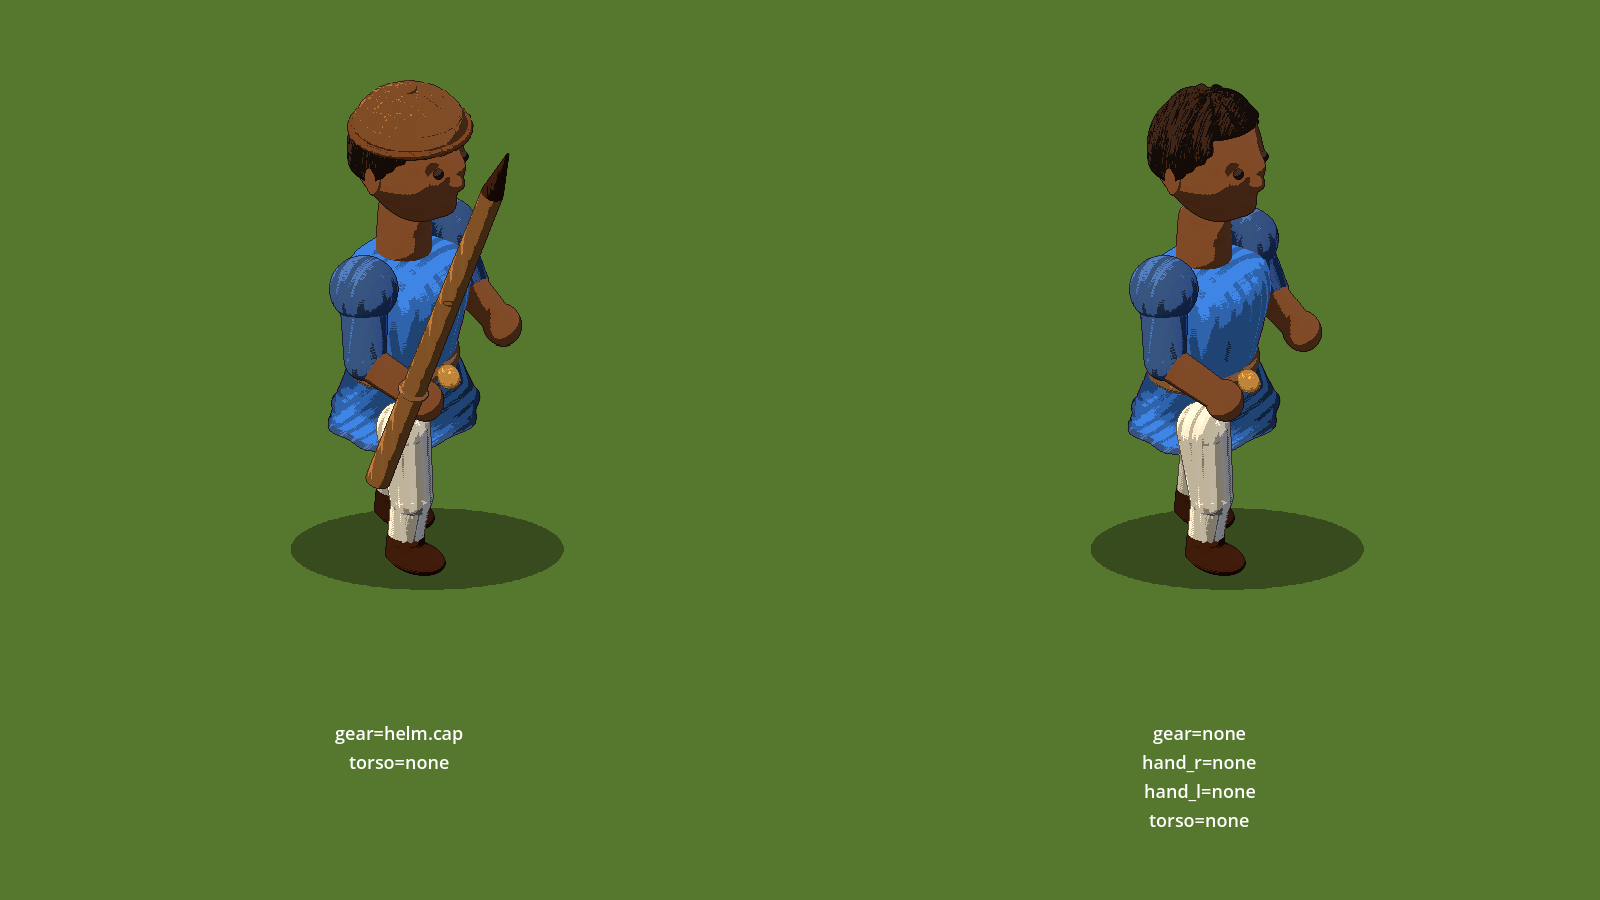 gear=helm.cap
torso=none
gear=none
hand_r=none
hand_l=none
torso=none